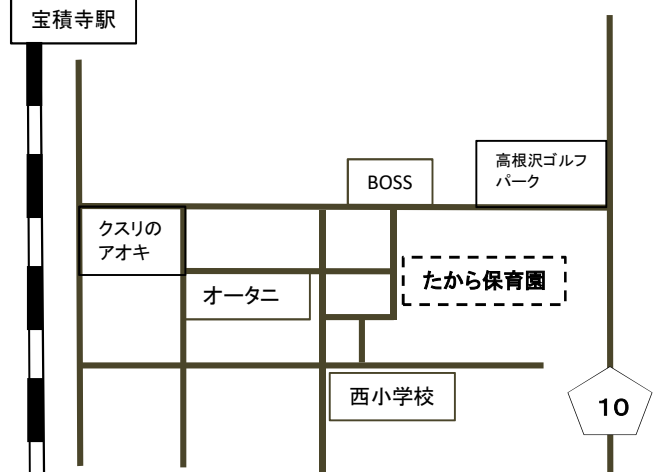 宝積寺駅
BOSS
高根沢ゴルフ
パーク
クスリの
アオキ
たから保育園
オータニ
西小学校
10